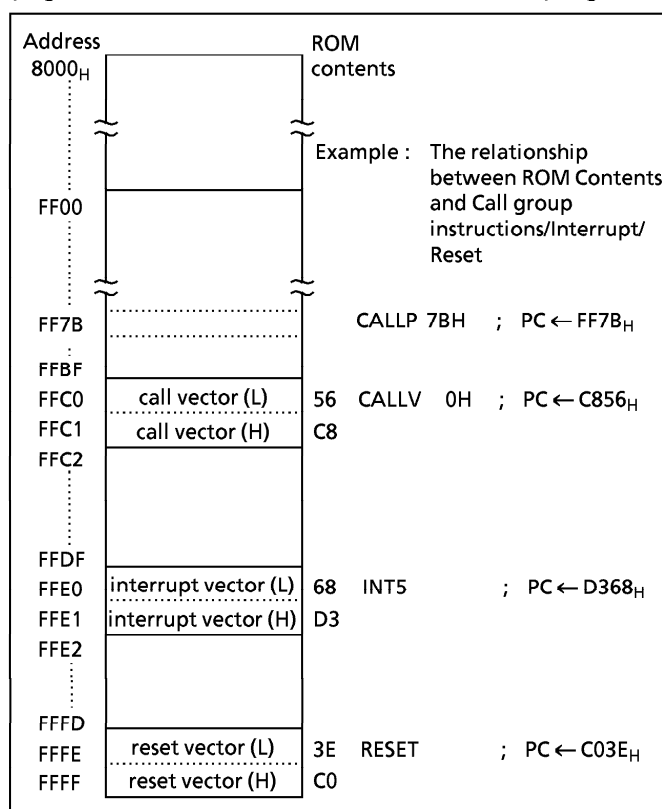 Address ROM
8000H contents
Example : The relationship
between ROM Contents
and Call group
instructions/Interrupt/
Reset
FF00
FF7B CALLP 7BH ; PC ← FF7BH
FFBF
FFC0 call vector (L) 56 CALLV 0H ; PC ← C856H
FFC1 call vector (H) C8
FFC2
FFDF
FFE0 interrupt vector (L) 68 INT5 ; PC ← D368H
FFE1 interrupt vector (H) D3
FFE2
FFFD
FFFE reset vector (L) 3E RESET ; PC ← C03EH
FFFF reset vector (H) C0